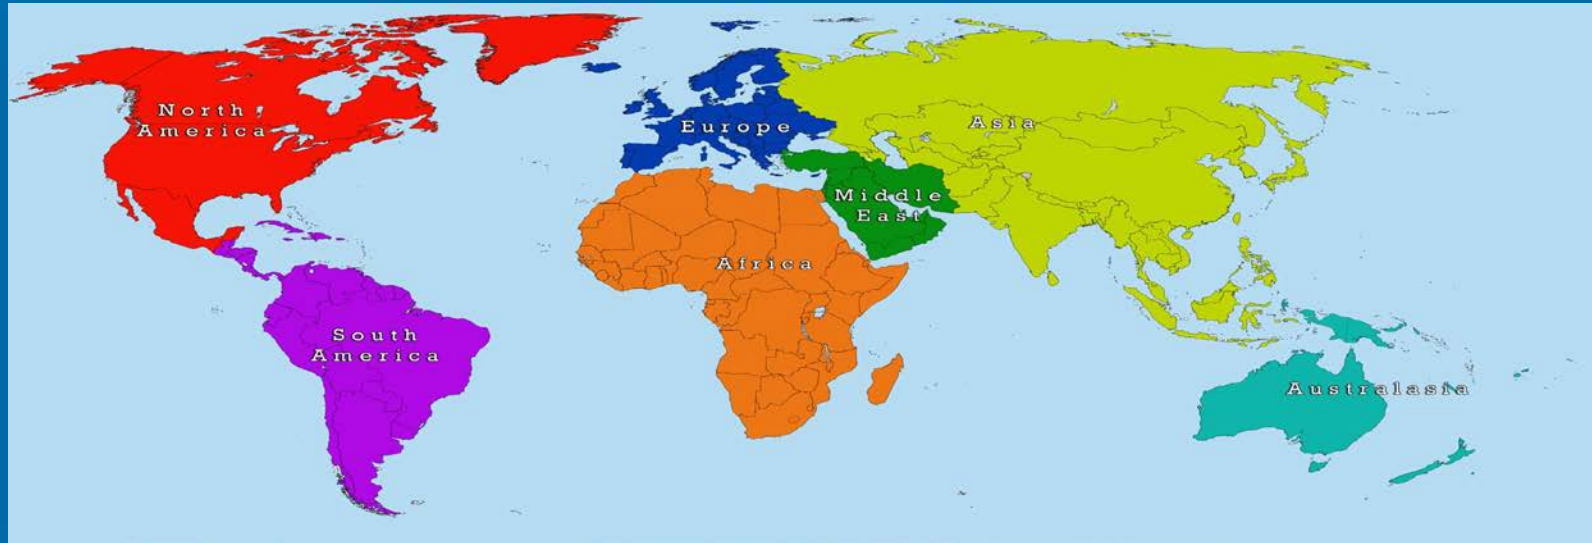 North
America
Europe
Asia
Middle
East
Africa
South
America
Australasia